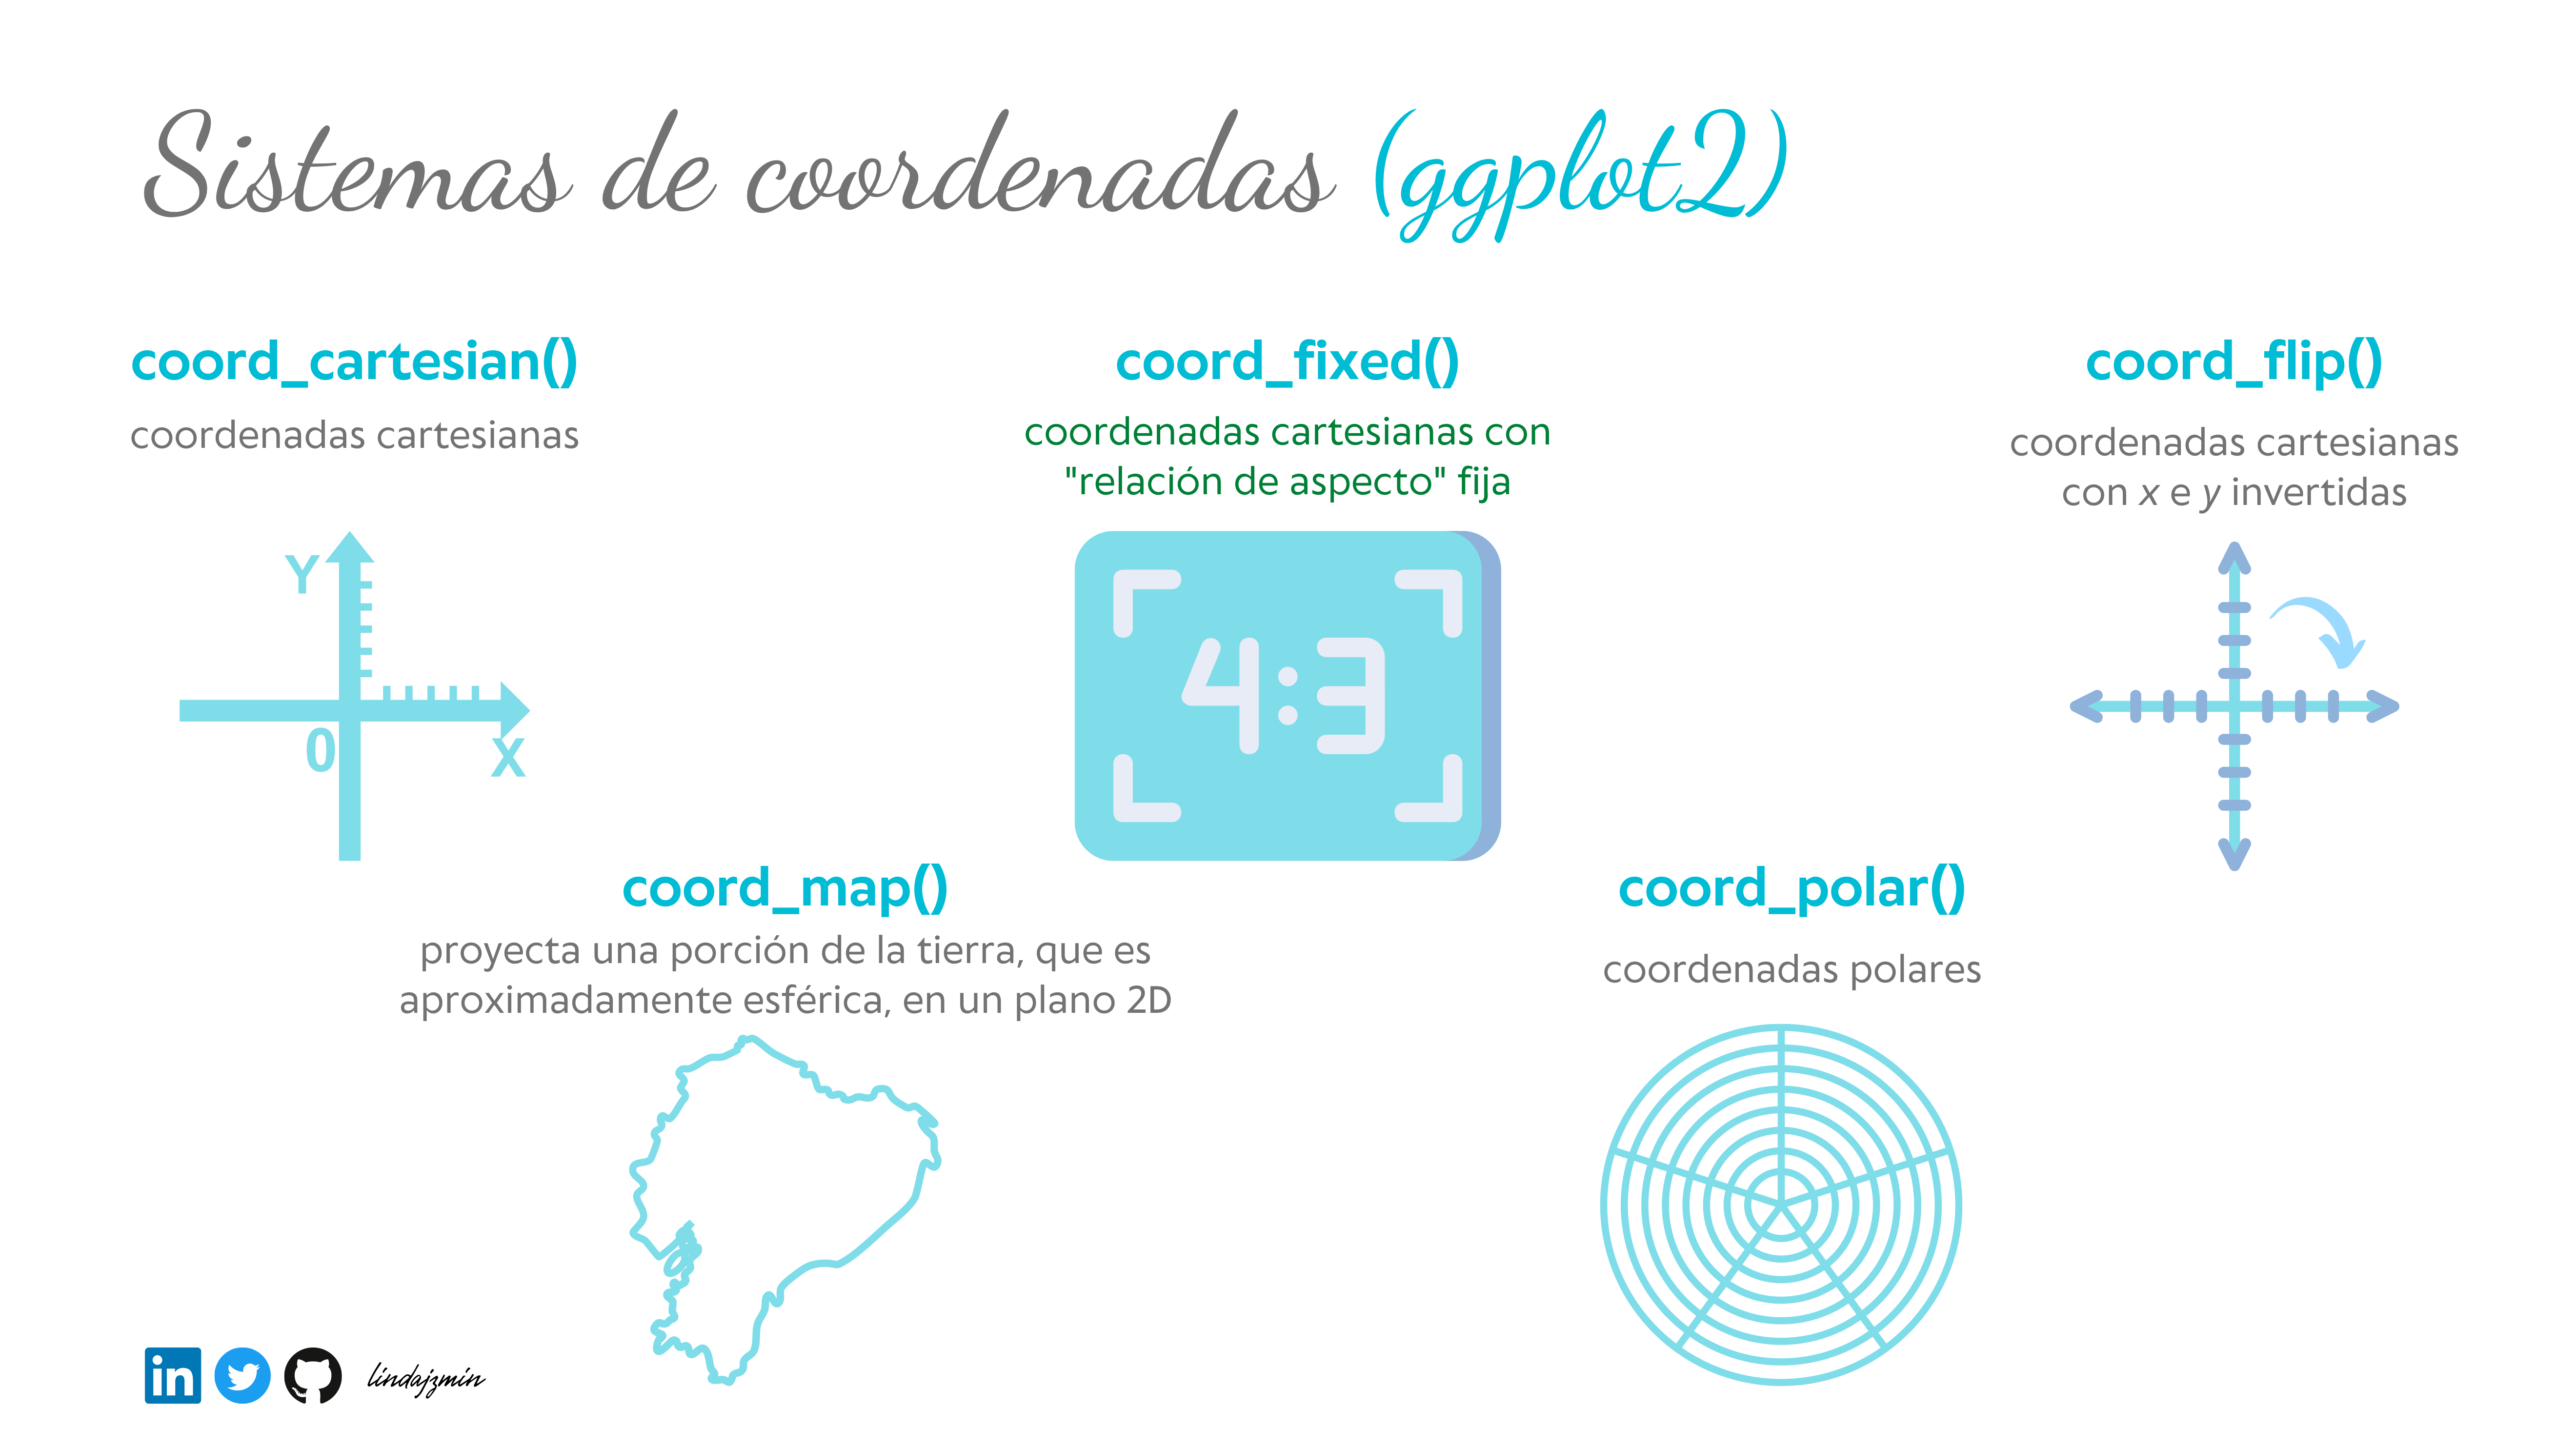 Sistemas de coordenadas (ggplot2)
coord_cartesian()
coordenadas cartesianas
Y
0
X
coord_fixed()
coordenadas cartesianas con
"relación de aspecto" fija
4:3
coord_flip()
coordenadas cartesianas
con x e y invertidas
coord_map()
proyecta una porción de la tierra, que es
aproximadamente esférica, en un plano 2D
coord_polar()
coordenadas polares
in
lindajzmin